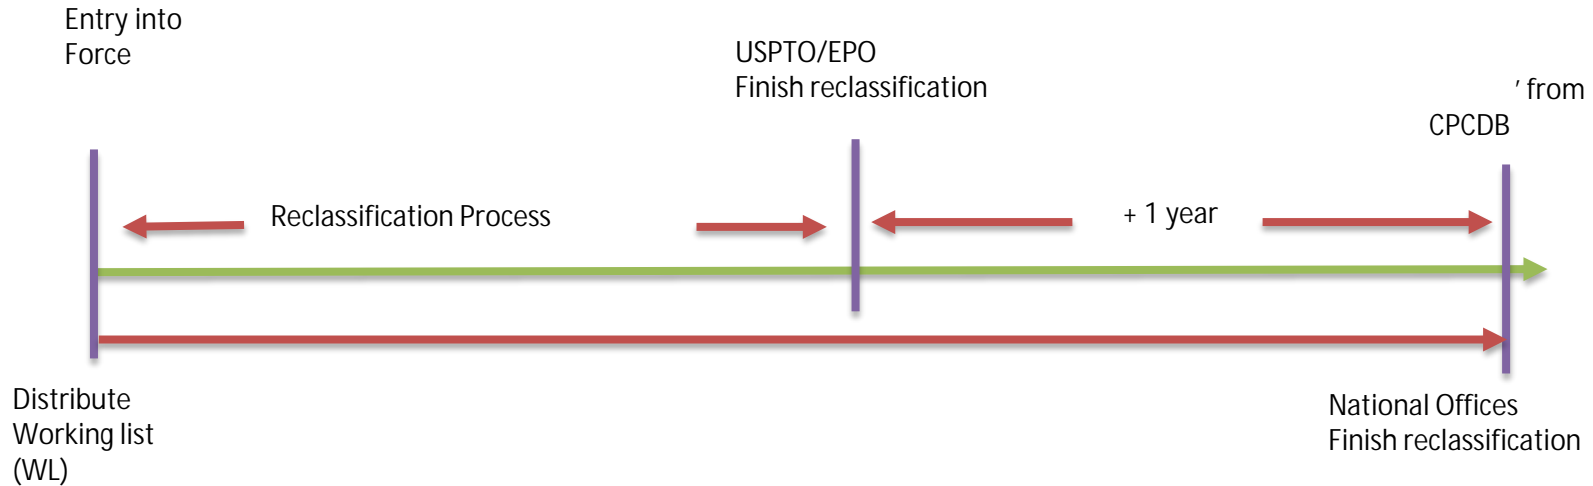 Entry into
Force
USPTO/EPO
Finish reclassification
’ from
CPCDB
Reclassification Process
+ 1 year
Distribute
Working list
(WL)
National Offices
Finish reclassification